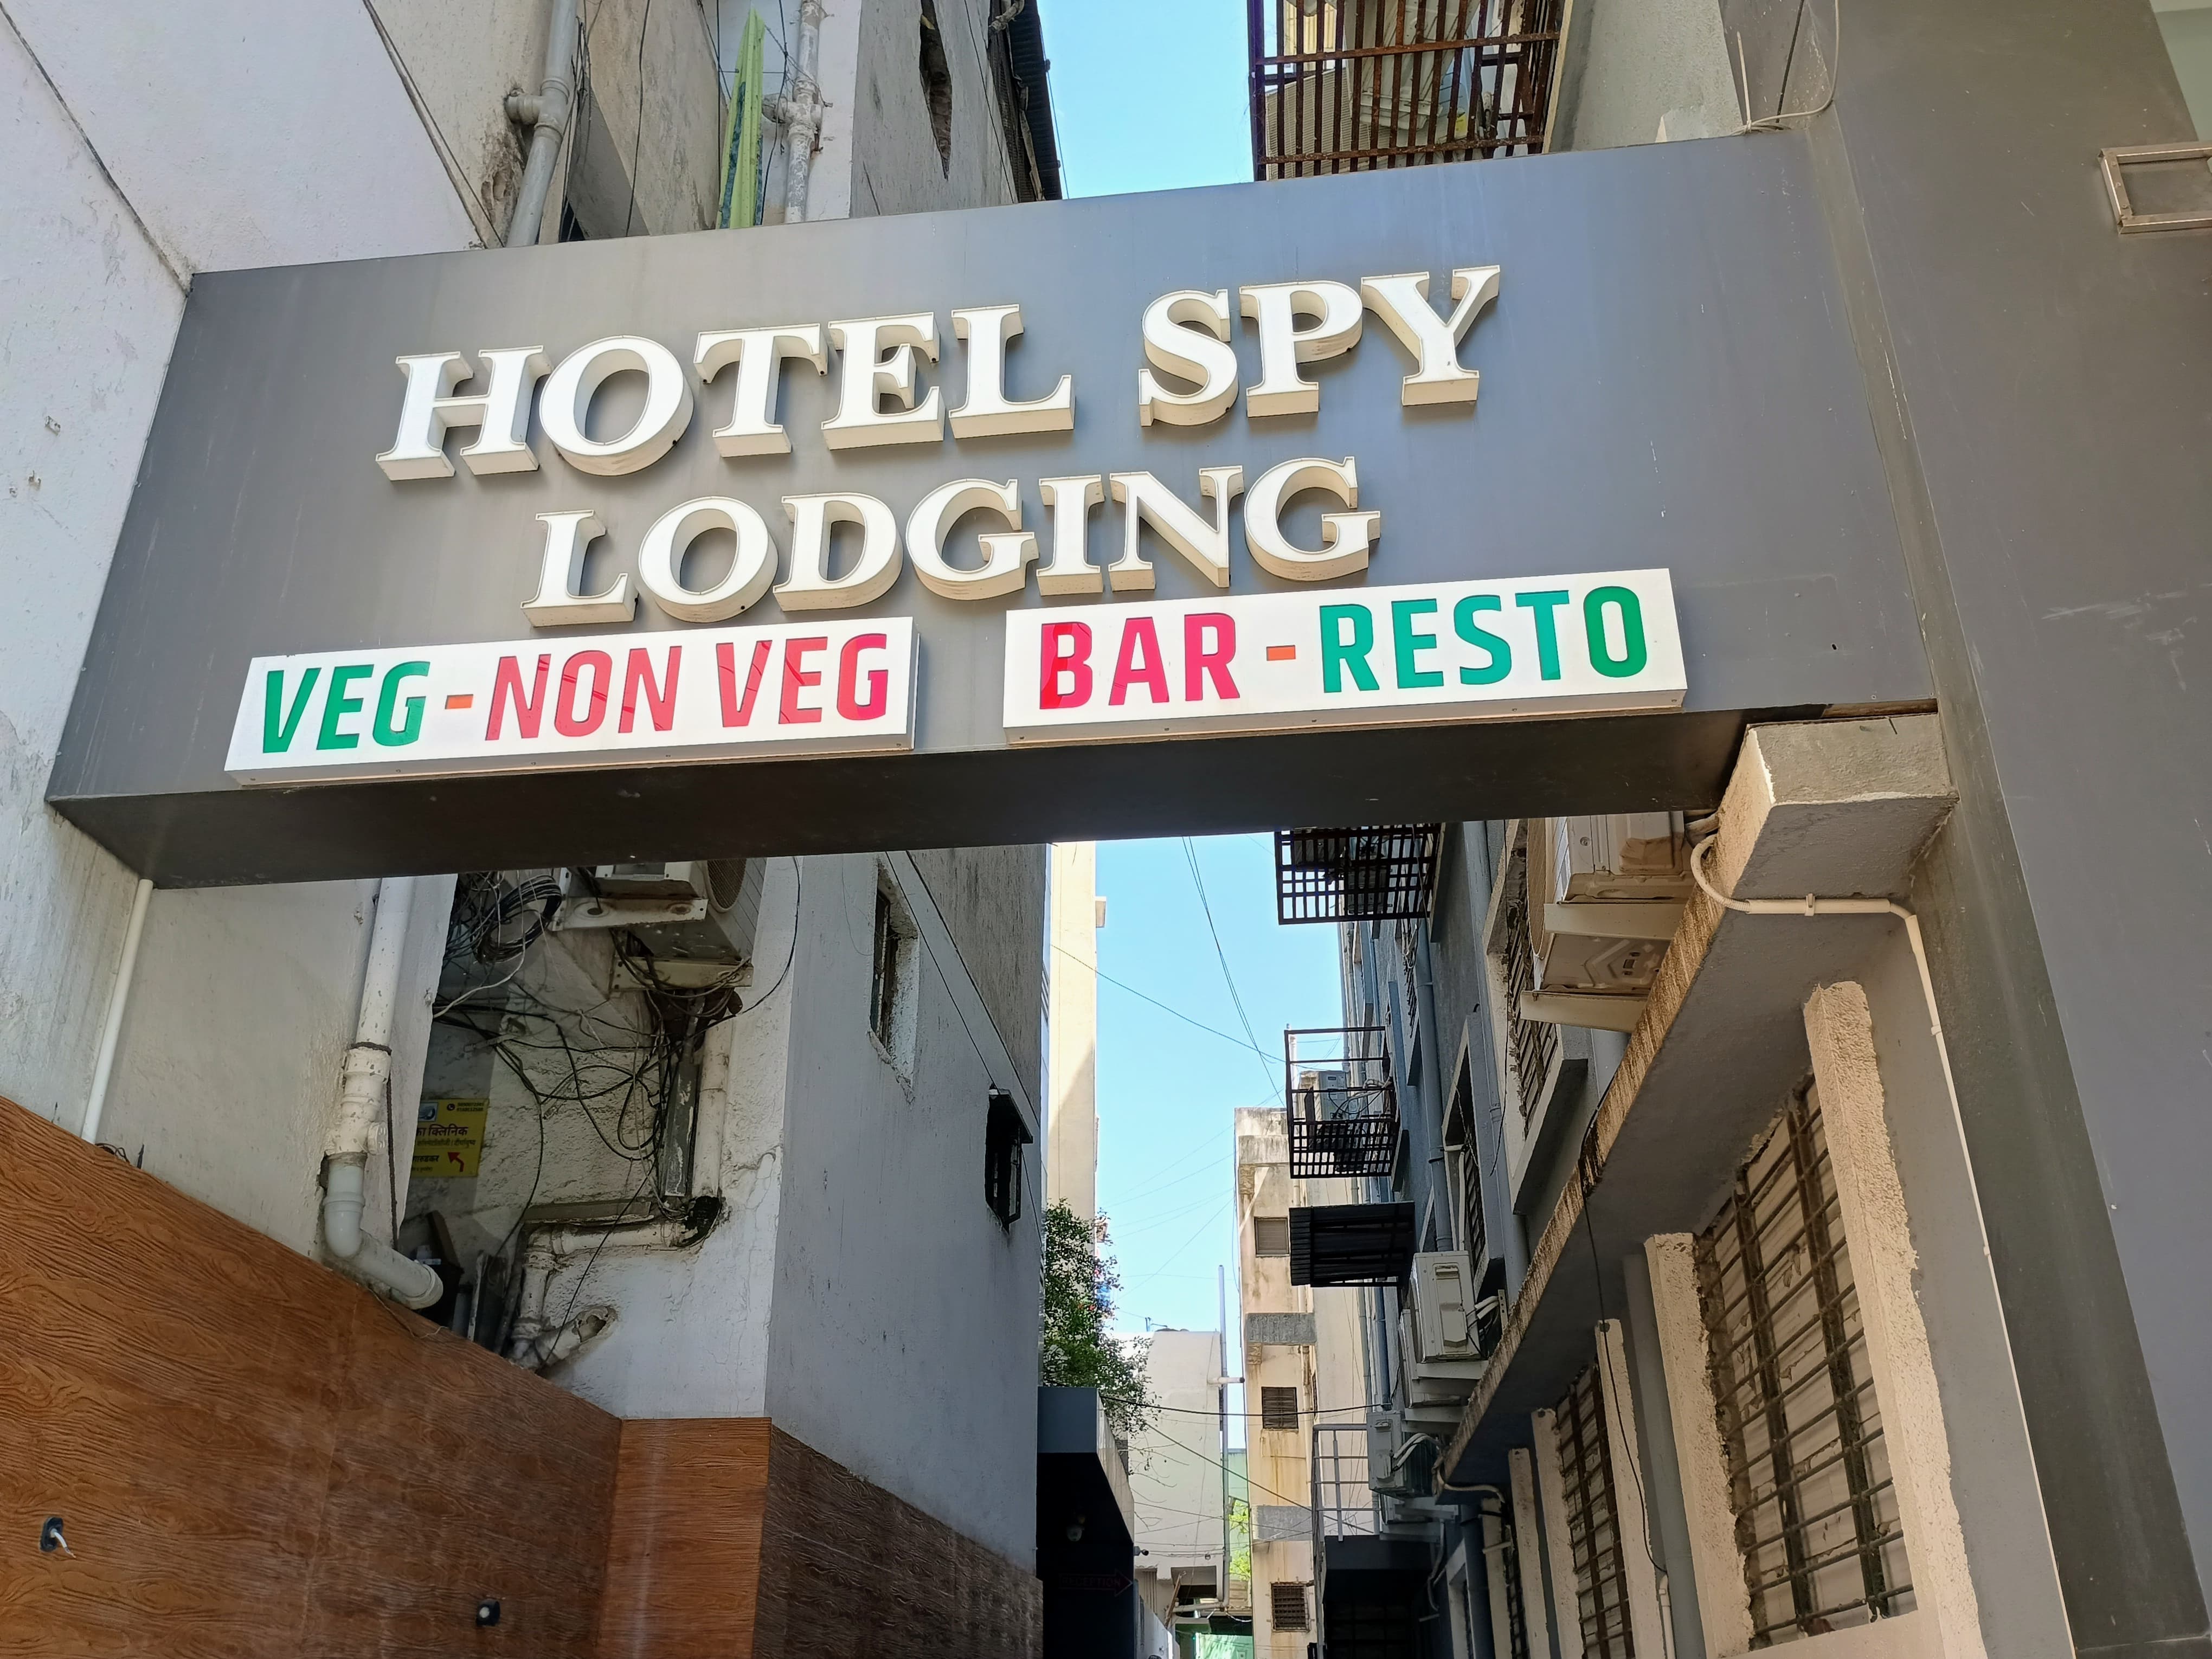 HOTEL SPY
LODGING
VEG - NON VEG
BAR - RESTO
क्लिनिक